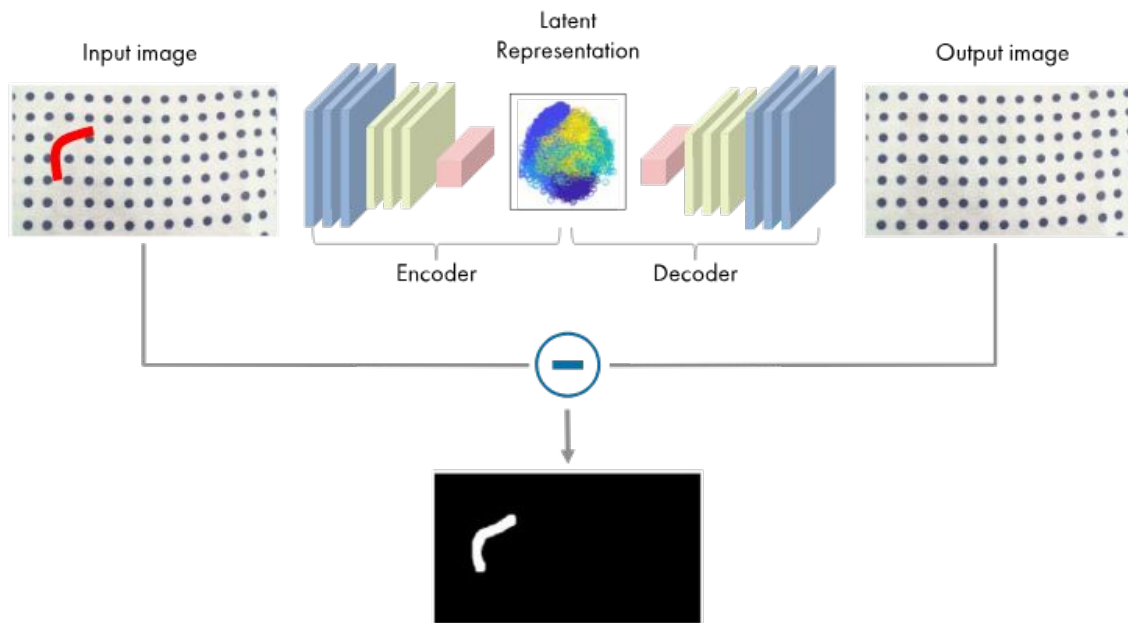 Input image
Latent
Representation
Output image
Encoder
Decoder